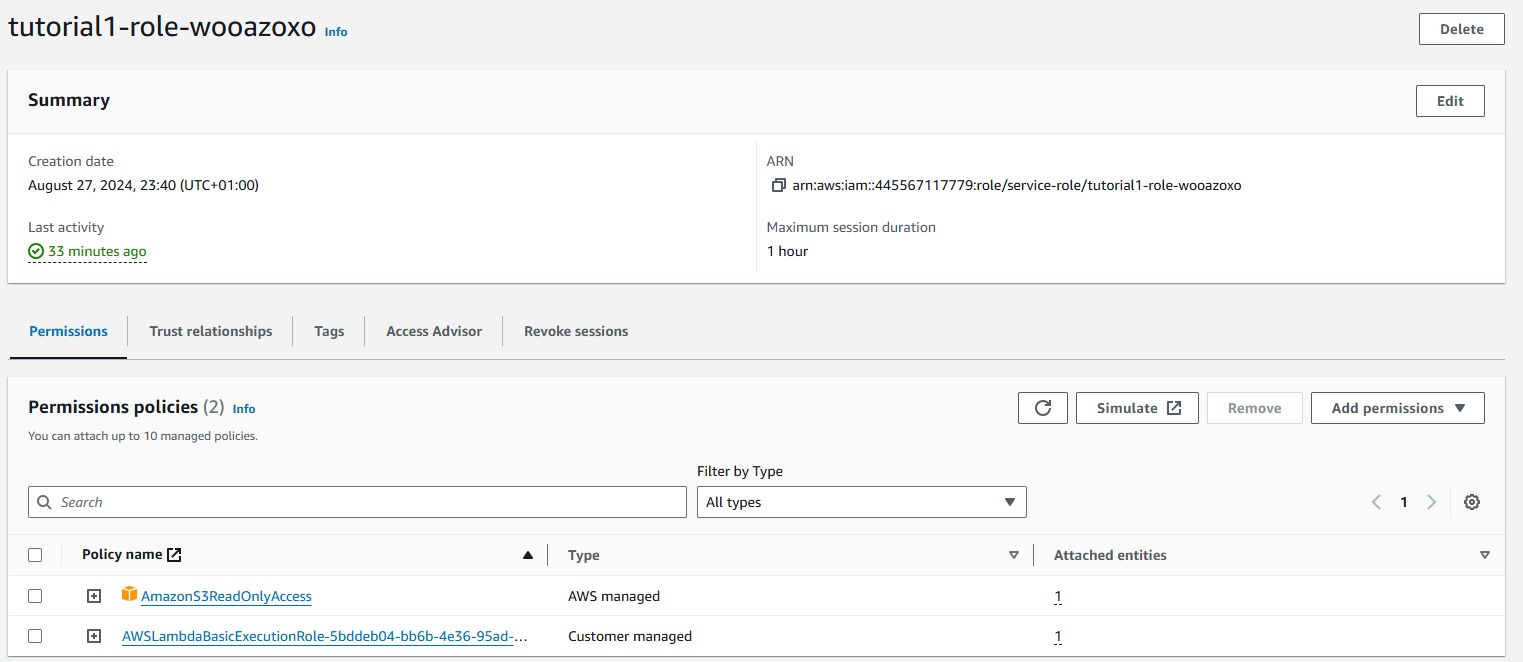 tutorial1-role-wooazoxo Info
Delete
Summary
Edit
Creation date
August 27, 2024, 23:40 (UTC+01:00)
ARN
arn:aws:iam::445567117779:role/service-role/tutorial1-role-wooazoxo
Last activity
33 minutes ago
Maximum session duration
1 hour
Permissions
Trust relationships
Tags
Access Advisor
Revoke sessions
Permissions policies (2) Info
You can attach up to 10 managed policies.
Simulate
Remove
Add permissions
Filter by Type
Search
All types
1
Policy name
Type
Attached entities
AmazonS3ReadOnlyAccess
AWS managed
1
AWSLambdaBasicExecutionRole-5bddeb04-bb6b-4e36-95ad-...
Customer managed
1